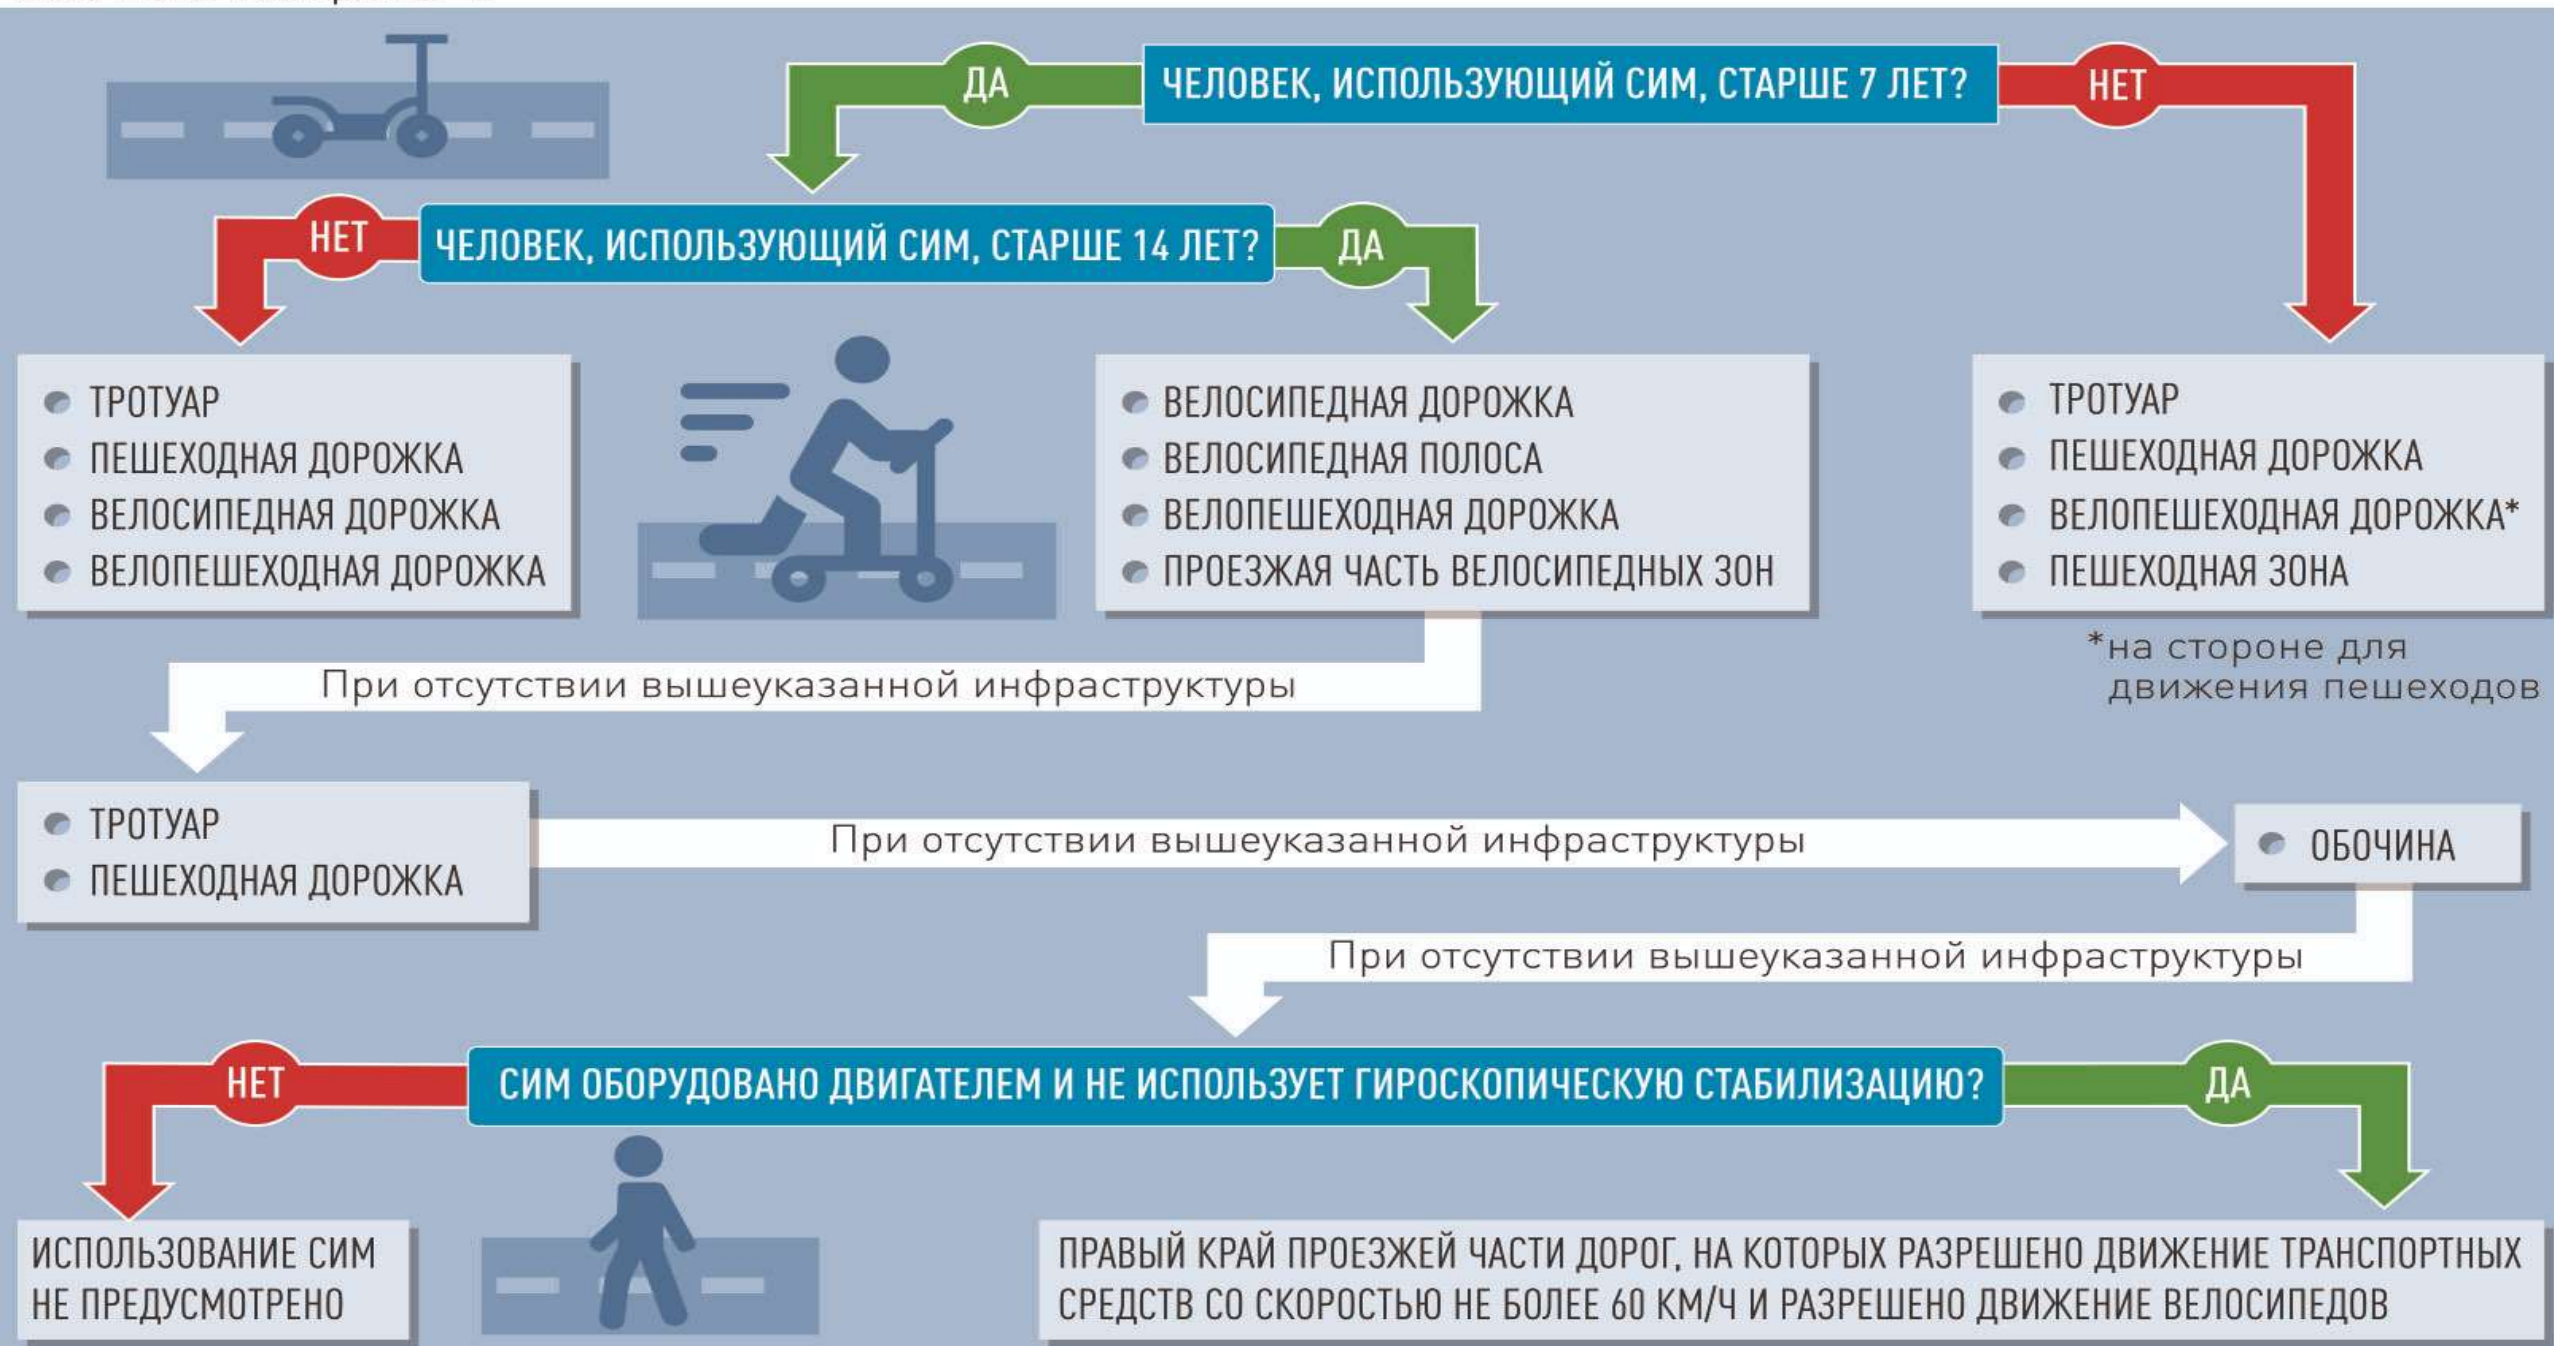 ЧЕЛОВЕК, ИСПОЛЬЗУЮЩИЙ СИМ, СТАРШЕ 7 ЛЕТ?
ДА
НЕТ
ЧЕЛОВЕК, ИСПОЛЬЗУЮЩИЙ СИМ, СТАРШЕ 14 ЛЕТ?
НЕТ
ДА
ТРОТУАР
ПЕШЕХОДНАЯ ДОРОЖКА
ВЕЛОСИПЕДНАЯ ДОРОЖКА
ВЕЛОПЕШЕХОДНАЯ ДОРОЖКА
ВЕЛОСИПЕДНАЯ ДОРОЖКА
ВЕЛОСИПЕДНАЯ ПОЛОСА
ВЕЛОПЕШЕХОДНАЯ ДОРОЖКА
ПРОЕЗЖАЯ ЧАСТЬ ВЕЛОСИПЕДНЫХ ЗОН
ТРОТУАР
ПЕШЕХОДНАЯ ДОРОЖКА
ВЕЛОПЕШЕХОДНАЯ ДОРОЖКА*
ПЕШЕХОДНАЯ ЗОНА
*на стороне для
движения пешеходов
При отсутствии вышеуказанной инфраструктуры
ТРОТУАР
ПЕШЕХОДНАЯ ДОРОЖКА
При отсутствии вышеуказанной инфраструктуры
ОБОЧИНА
При отсутствии вышеуказанной инфраструктуры
СИМ ОБОРУДОВАНО ДВИГАТЕЛЕМ И НЕ ИСПОЛЬЗУЕТ ГИРОСКОПИЧЕСКУЮ СТАБИЛИЗАЦИЮ?
НЕТ
ДА
ИСПОЛЬЗОВАНИЕ СИМ
НЕ ПРЕДУСМОТРЕНО
ПРАВЫЙ КРАЙ ПРОЕЗЖЕЙ ЧАСТИ ДОРОГ, НА КОТОРЫХ РАЗРЕШЕНО ДВИЖЕНИЕ ТРАНСПОРТНЫХ
СРЕДСТВ СО СКОРОСТЬЮ НЕ БОЛЕЕ 60 КМ/Ч И РАЗРЕШЕНО ДВИЖЕНИЕ ВЕЛОСИПЕДОВ